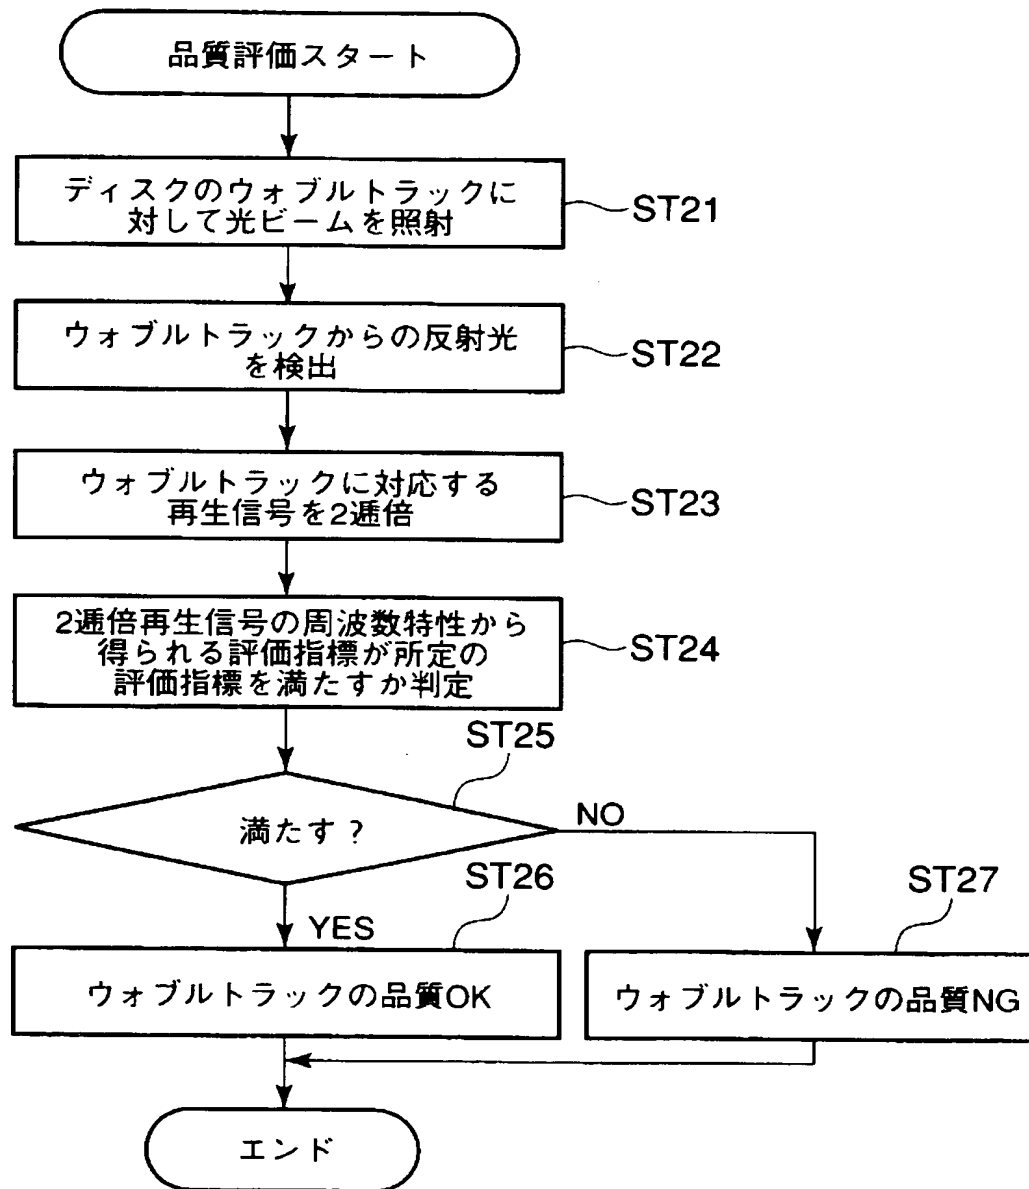 品質評価スタート
ディスクのウォブルトラックに
対して光ビームを照射
ST21
ウォブルトラックからの反射光
を検出
ST22
ウォブルトラックに対応する
再生信号を2逓倍
ST23
2逓倍再生信号の周波数特性から
得られる評価指標が所定の
評価指標を満たすか判定
ST24
ST25
満たす?
NO
YES
ST26
ウォブルトラックの品質OK
ST27
ウォブルトラックの品質NG
エンド